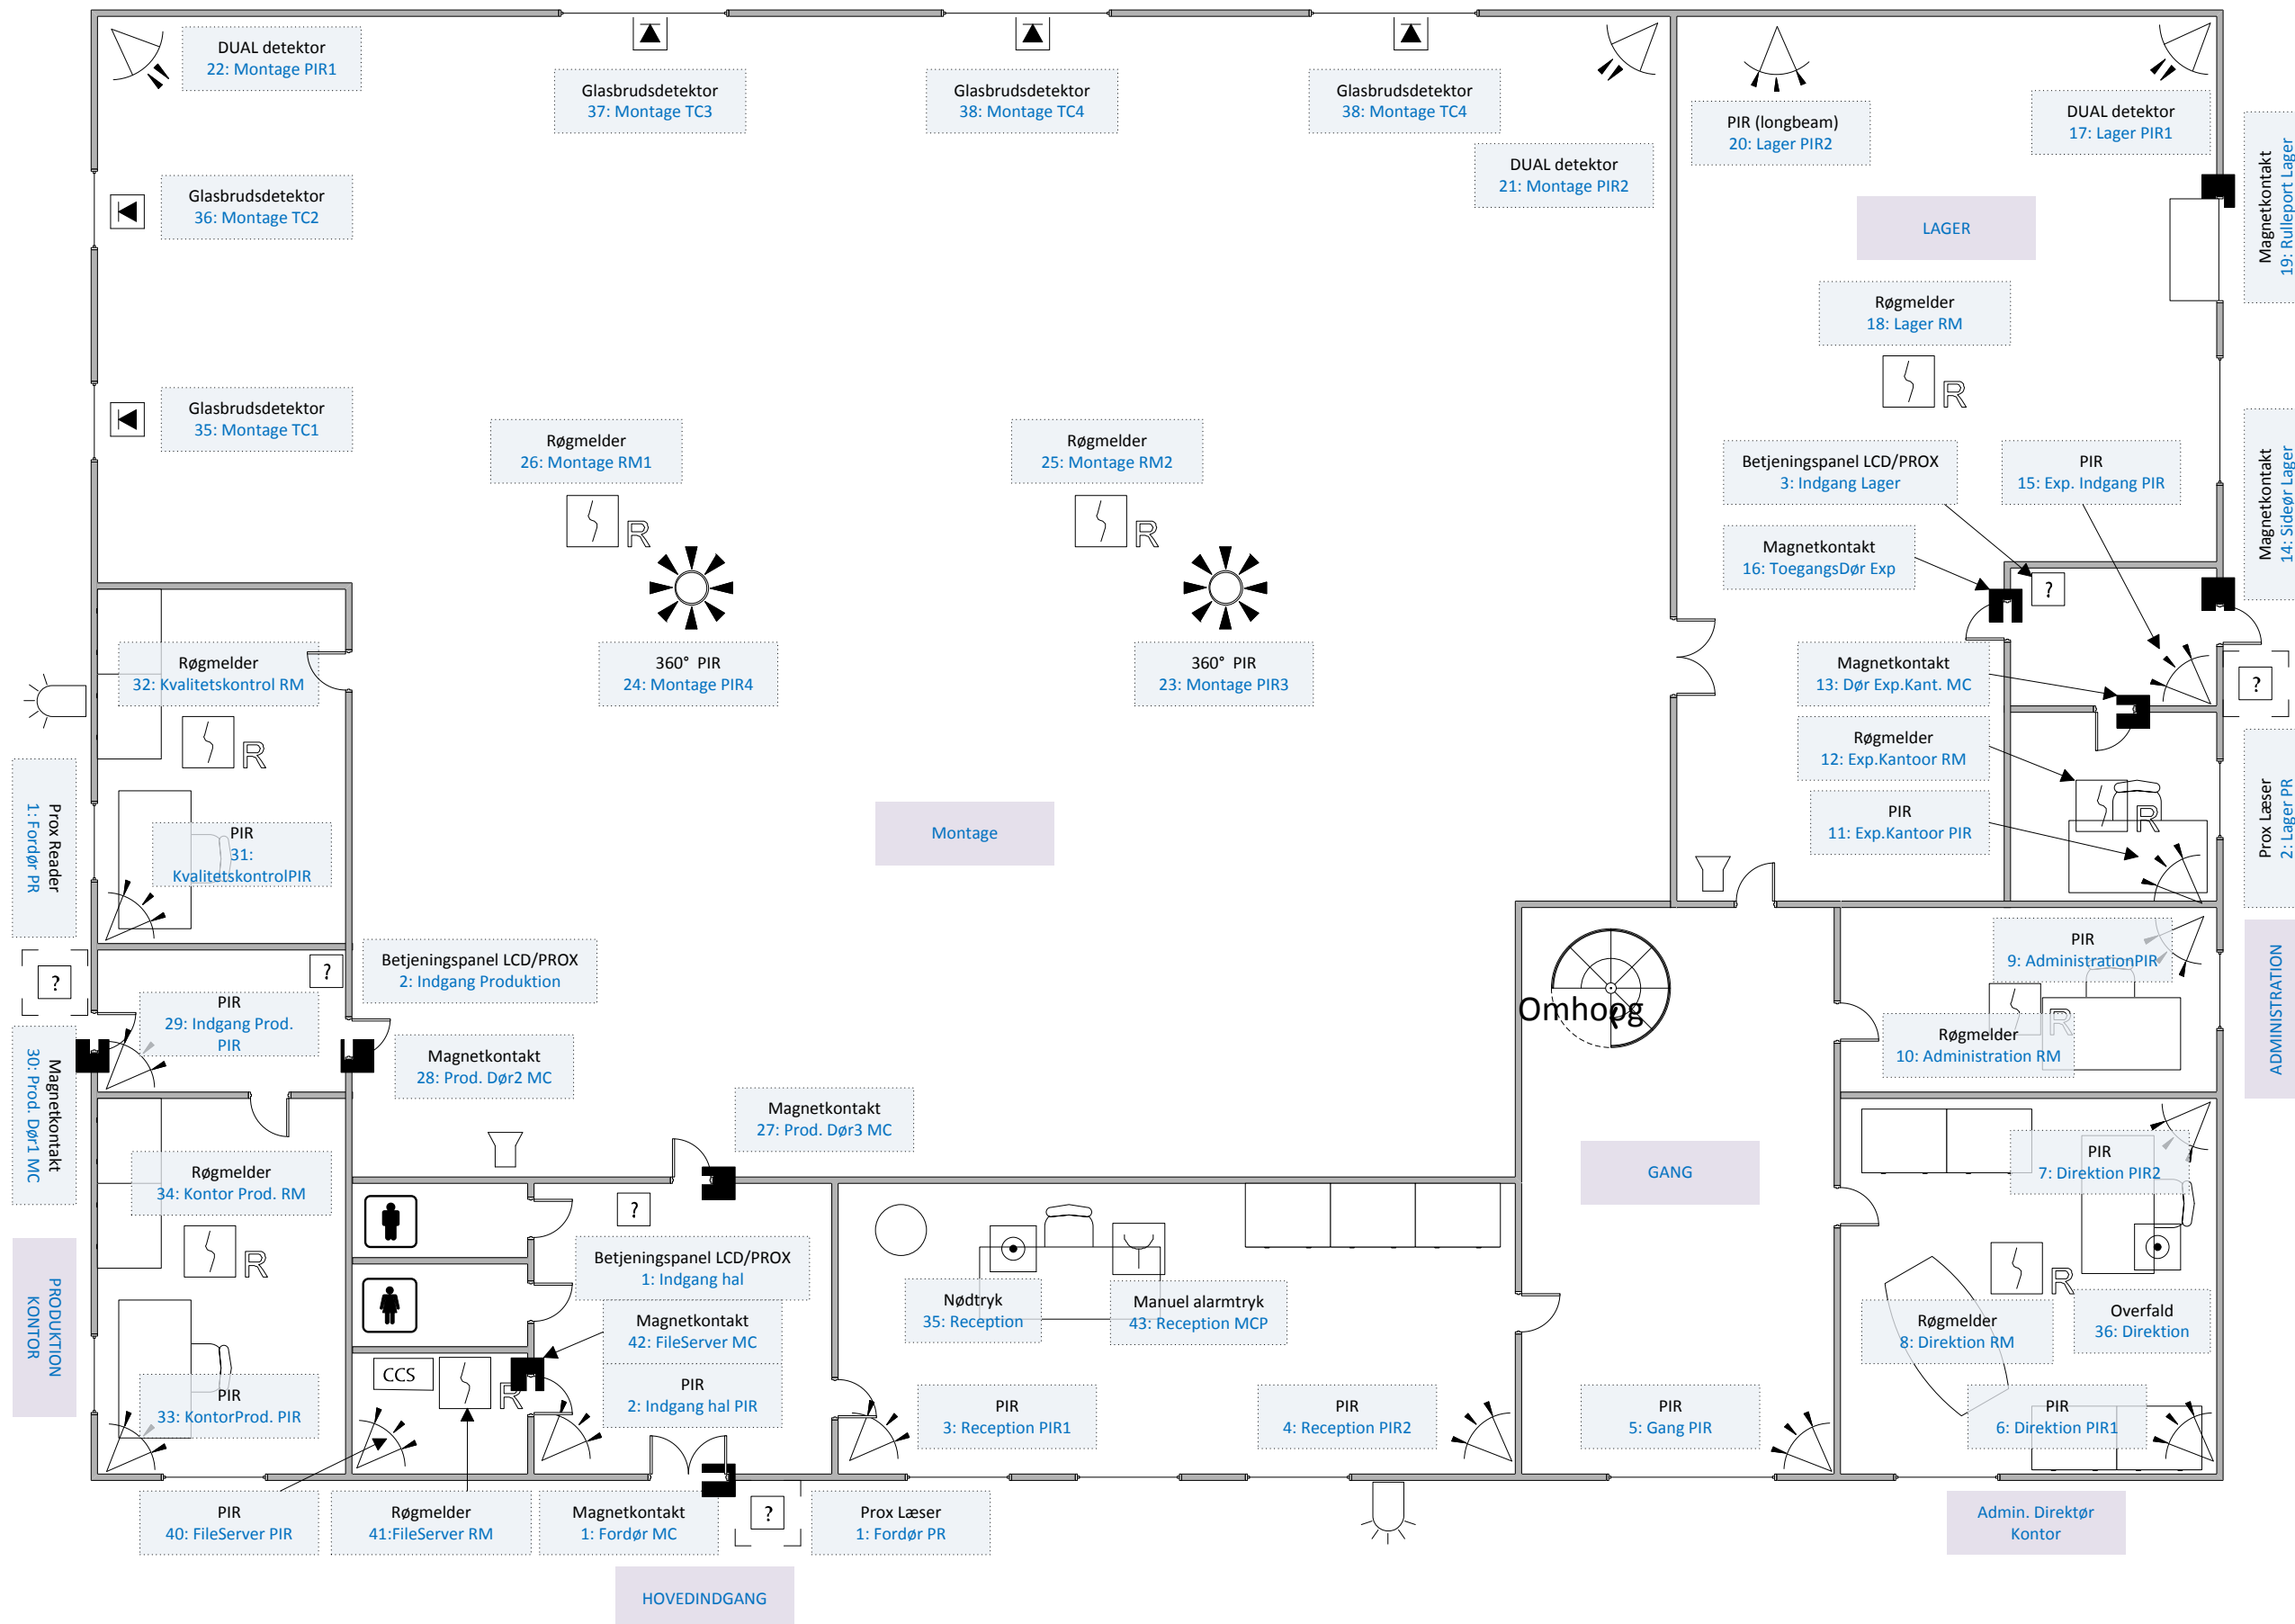 DUAL detektor
22: Montage PIR1
Glasbrudsdetektor
37: Montage TC3
Glasbrudsdetektor
38: Montage TC4
Glasbrudsdetektor
38: Montage TC4
DUAL detektor
21: Montage PIR2
PIR (longbeam)
20: Lager PIR2
DUAL detektor
17: Lager PIR1
Magnetkontakt
19: Rulleport Lager
Glasbrudsdetektor
36: Montage TC2
LAGER
Røgmelder
18: Lager RM
R
Glasbrudsdetektor
35: Montage TC1
Røgmelder
26: Montage RM1
R
Røgmelder
25: Montage RM2
R
Betjeningspanel LCD/PROX
3: Indgang Lager
PIR
15: Exp. Indgang PIR
Magnetkontakt
14: Sidedør Lager
Magnetkontakt
16: ToegangsDør Exp
?
Røgmelder
32: Kvalitetskontrol RM
R
360° PIR
24: Montage PIR4
360° PIR
23: Montage PIR3
Magnetkontakt
13: Dør Exp.Kant. MC
?
Røgmelder
12: Exp.Kantoor RM
R
PIR
11: Exp.Kantoor PIR
Prox Læser
2: Lager PR
Prox Reader
1: Fordør PR
PIR
31:
KvalitetskontrolPIR
Montage
?
?
Betjeningspanel LCD/PROX
2: Indgang Produktion
PIR
29: Indgang Prod.
PIR
Omhoog
PIR
9: AdministrationPIR
R
Røgmelder
10: Administration RM
ADMINISTRATION
Magnetkontakt
30: Prod. Dør1 MC
Magnetkontakt
28: Prod. Dør2 MC
Magnetkontakt
27: Prod. Dør3 MC
Røgmelder
34: Kontor Prod. RM
R
GANG
PIR
7: Direktion PIR2
?
Betjeningspanel LCD/PROX
1: Indgang hal
Magnetkontakt
42: FileServer MC
PIR
2: Indgang hal PIR
Nødtryk
35: Reception
Manuel alarmtryk
43: Reception MCP
R
Røgmelder
8: Direktion RM
Overfald
36: Direktion
PRODUKTION
KONTOR
CCS
R
PIR
33: KontorProd. PIR
PIR
3: Reception PIR1
PIR
4: Reception PIR2
PIR
5: Gang PIR
PIR
6: Direktion PIR1
PIR
40: FileServer PIR
Røgmelder
41:FileServer RM
Magnetkontakt
1: Fordør MC
?
Prox Læser
1: Fordør PR
Admin. Direktør
Kontor
HOVEDINDGANG